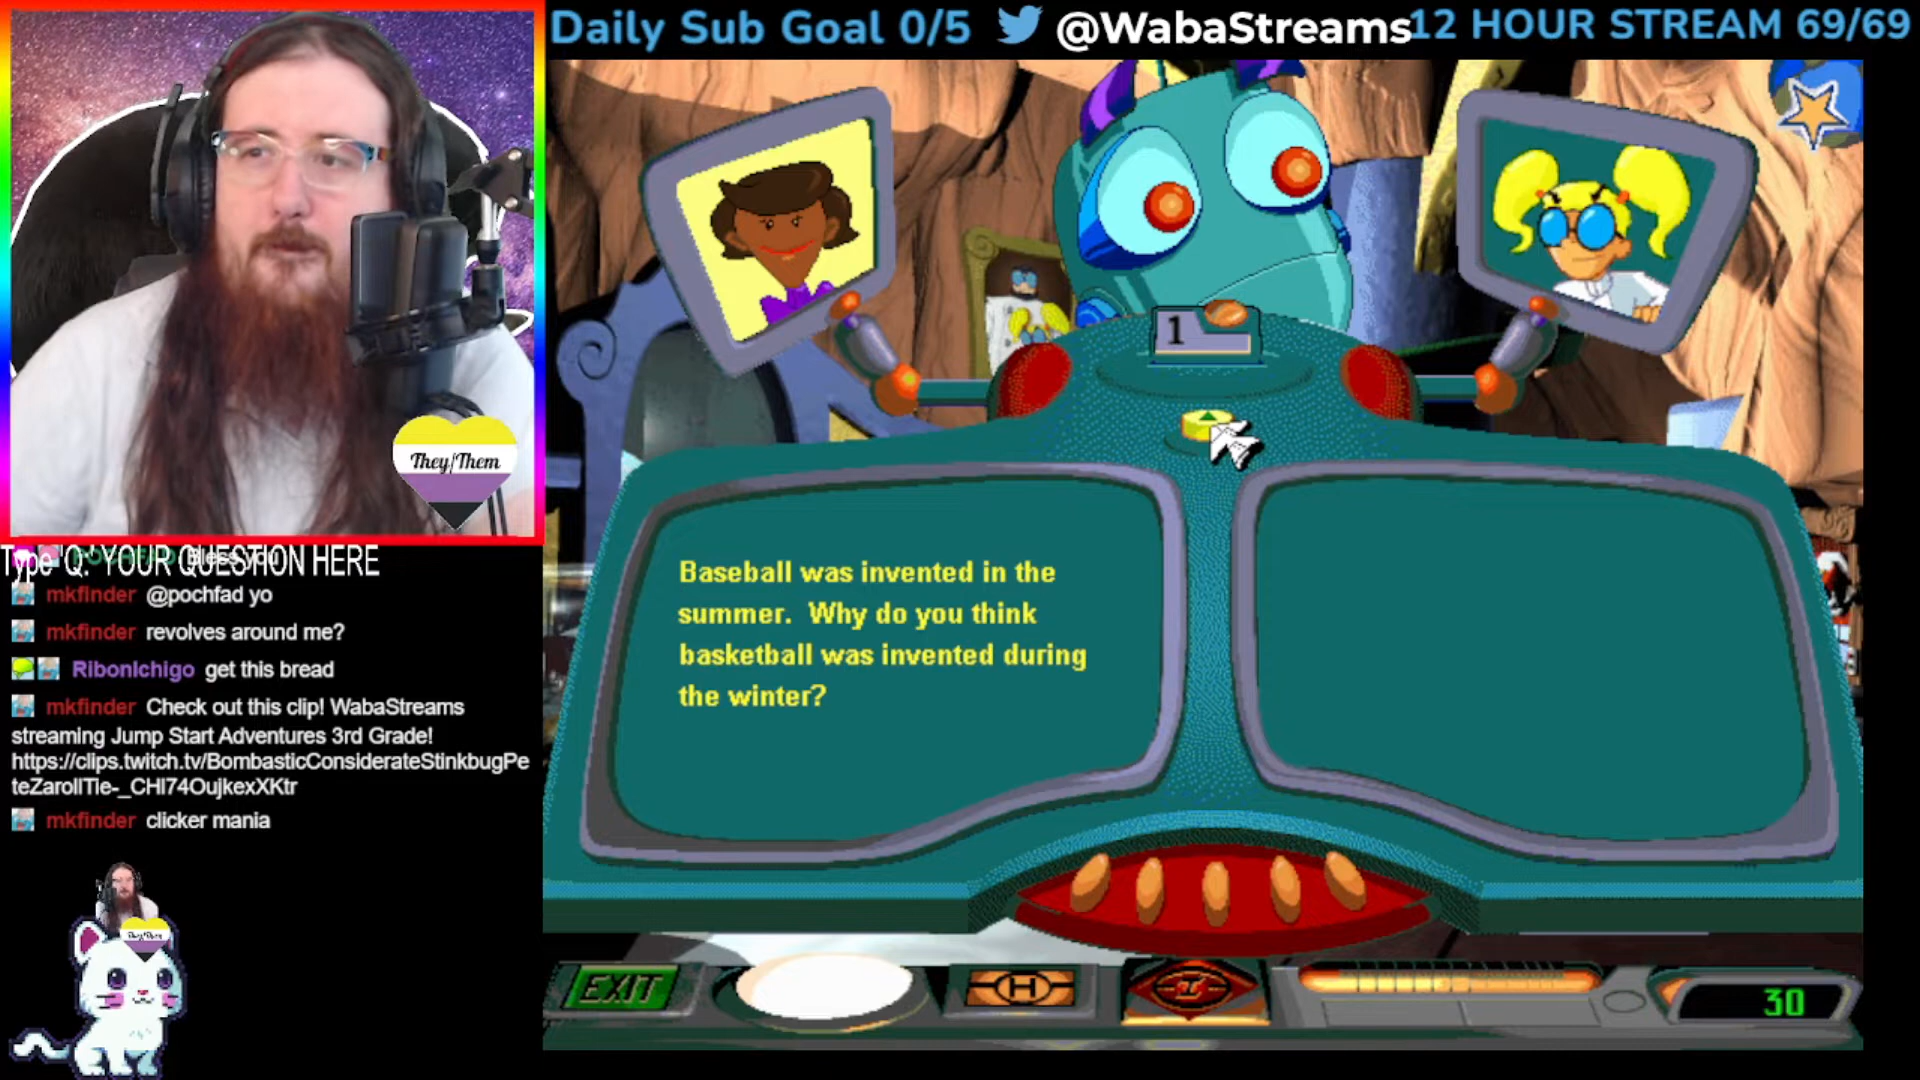 Daily Sub Goal 0/5
@WabaStreams
12 HOUR STREAM 69/69
They/Them
Type 'Q:' YOUR QUESTION HERE
mkfinder @pochfad yo
mkfinder revolves around me?
RibonIchigo get this bread
mkfinder Check out this clip! WabaStreams
streaming Jump Start Adventures 3rd Grade!
https://clips.twitch.tv/BombasticConsiderateStinkbugPe
teZarollTie-_CHl74OujkexXKtr
mkfinder clicker mania
They/Them
1
Baseball was invented in the
summer. Why do you think
basketball was invented during
the winter?
EXIT
H
30